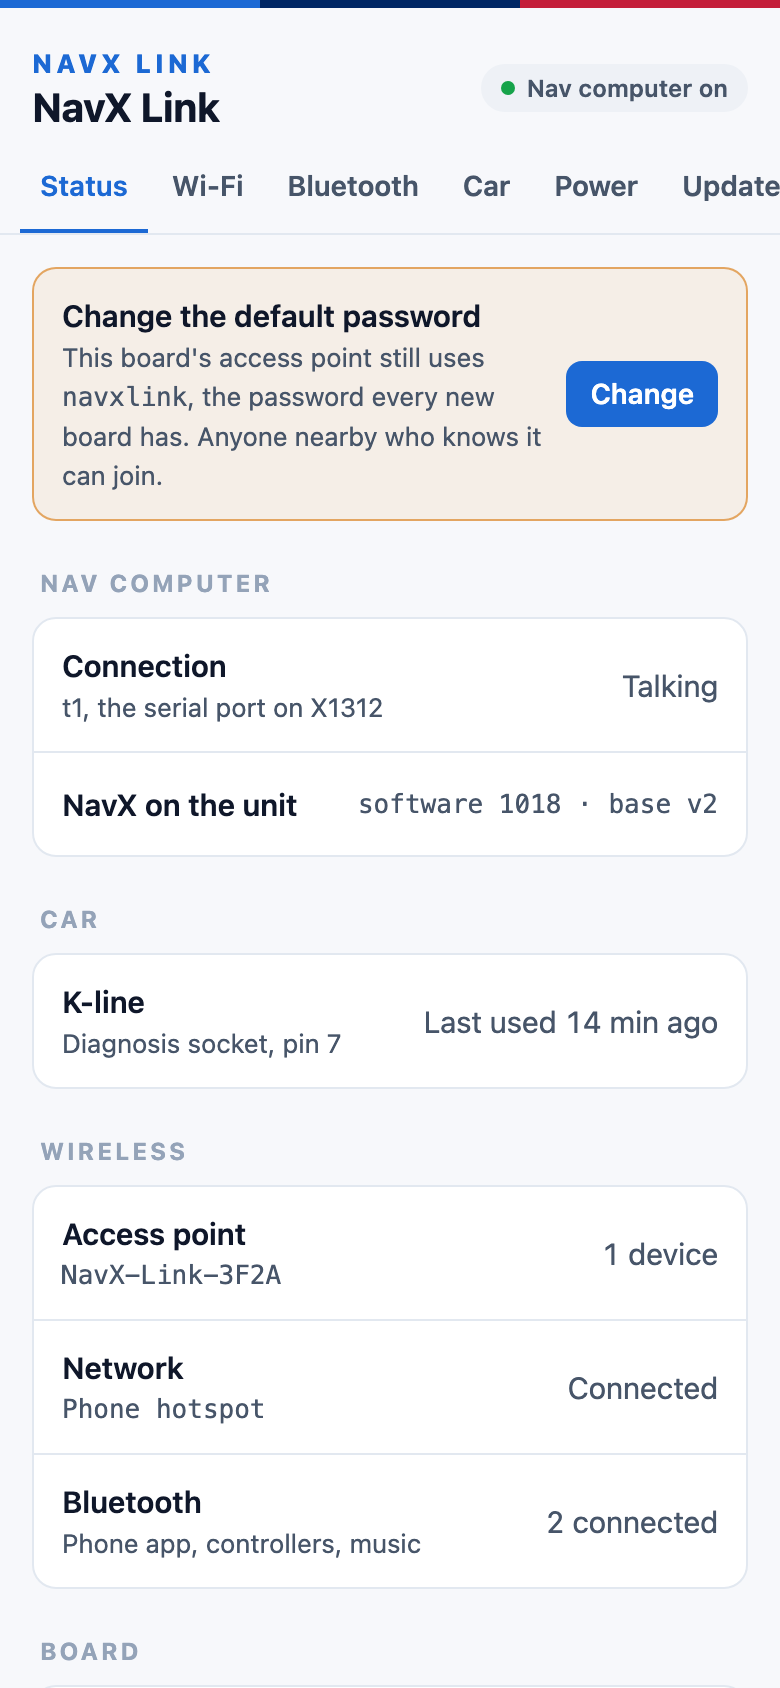 NAVX LINK
NavX Link
Nav computer on
Status Wi-Fi Bluetooth Car Power Update
Change the default password
This board's access point still uses
navxlink, the password every new
board has. Anyone nearby who knows it
can join.
Change
NAV COMPUTER
Connection
t1, the serial port on X1312
Talking
NavX on the unit
software 1018 · base v2
CAR
K-line
Diagnosis socket, pin 7
Last used 14 min ago
WIRELESS
Access point
NavX-Link-3F2A
1 device
Network
Phone hotspot
Connected
Bluetooth
Phone app, controllers, music
2 connected
BOARD